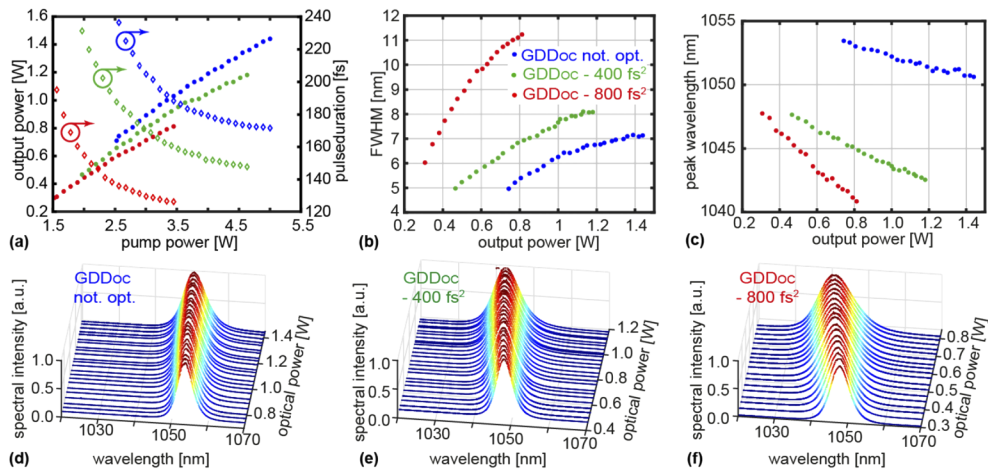 1.6
1.4
1.2
1.0
0.8
0.6
0.4
0.2
output power [W]
240
220
200
180
160
140
120
pulseduration [fs]
1.5 2.0 2.5 3.0 3.5 4.0 4.5 5.0 5.5
(a) pump power [W]
12
11
10
9
8
7
6
5
4
FWHM [nm]
GDDoc not. opt.
GDDoc - 400 fs²
GDDoc - 800 fs²
0.2 0.4 0.6 0.8 1.0 1.2 1.4
(b) output power [W]
1055
1050
1045
1040
peak wavelength [nm]
0.2 0.4 0.6 0.8 1.0 1.2 1.4
(c) output power [W]
GDDoc
not. opt.
spectral intensity [a.u.]
1.0
0.5
0.0
1030 1050 1070
1.4
1.2
1.0
0.8
optical power [W]
(d) wavelength [nm]
GDDoc
- 400 fs²
spectral intensity [a.u.]
1.0
0.5
0.0
1030 1050 1070
1.2
1.0
0.8
0.6
0.4
optical power [W]
(e) wavelength [nm]
GDDoc
- 800 fs²
spectral intensity [a.u.]
1.0
0.5
0.0
1030 1050 1070
0.8
0.7
0.6
0.5
0.4
0.3
optical power [W]
(f) wavelength [nm]